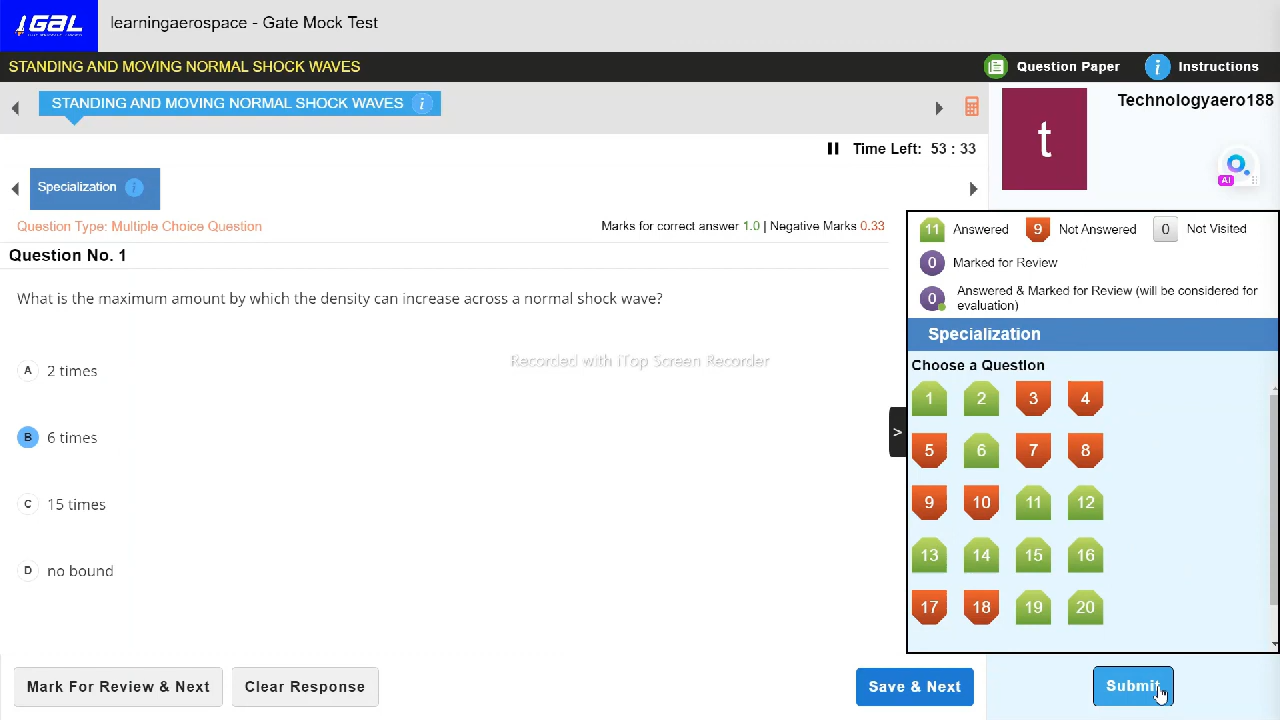 IGAL
learningaerospace - Gate Mock Test
STANDING AND MOVING NORMAL SHOCK WAVES
Question Paper
i Instructions
STANDING AND MOVING NORMAL SHOCK WAVES i
Technologyaero188
t
Time Left: 53 : 33
AI
Specialization i
Question Type: Multiple Choice Question
Marks for correct answer 1.0 | Negative Marks 0.33
Question No. 1
What is the maximum amount by which the density can increase across a normal shock wave?
A 2 times
B 6 times
C 15 times
D no bound
Recorded with iTop Screen Recorder
11 Answered 9 Not Answered 0 Not Visited
0 Marked for Review
0 Answered & Marked for Review (will be considered for
evaluation)
Specialization
Choose a Question
>
1 2 3 4
5 6 7 8
9 10 11 12
13 14 15 16
17 18 19 20
Mark For Review & Next
Clear Response
Save & Next
Submit